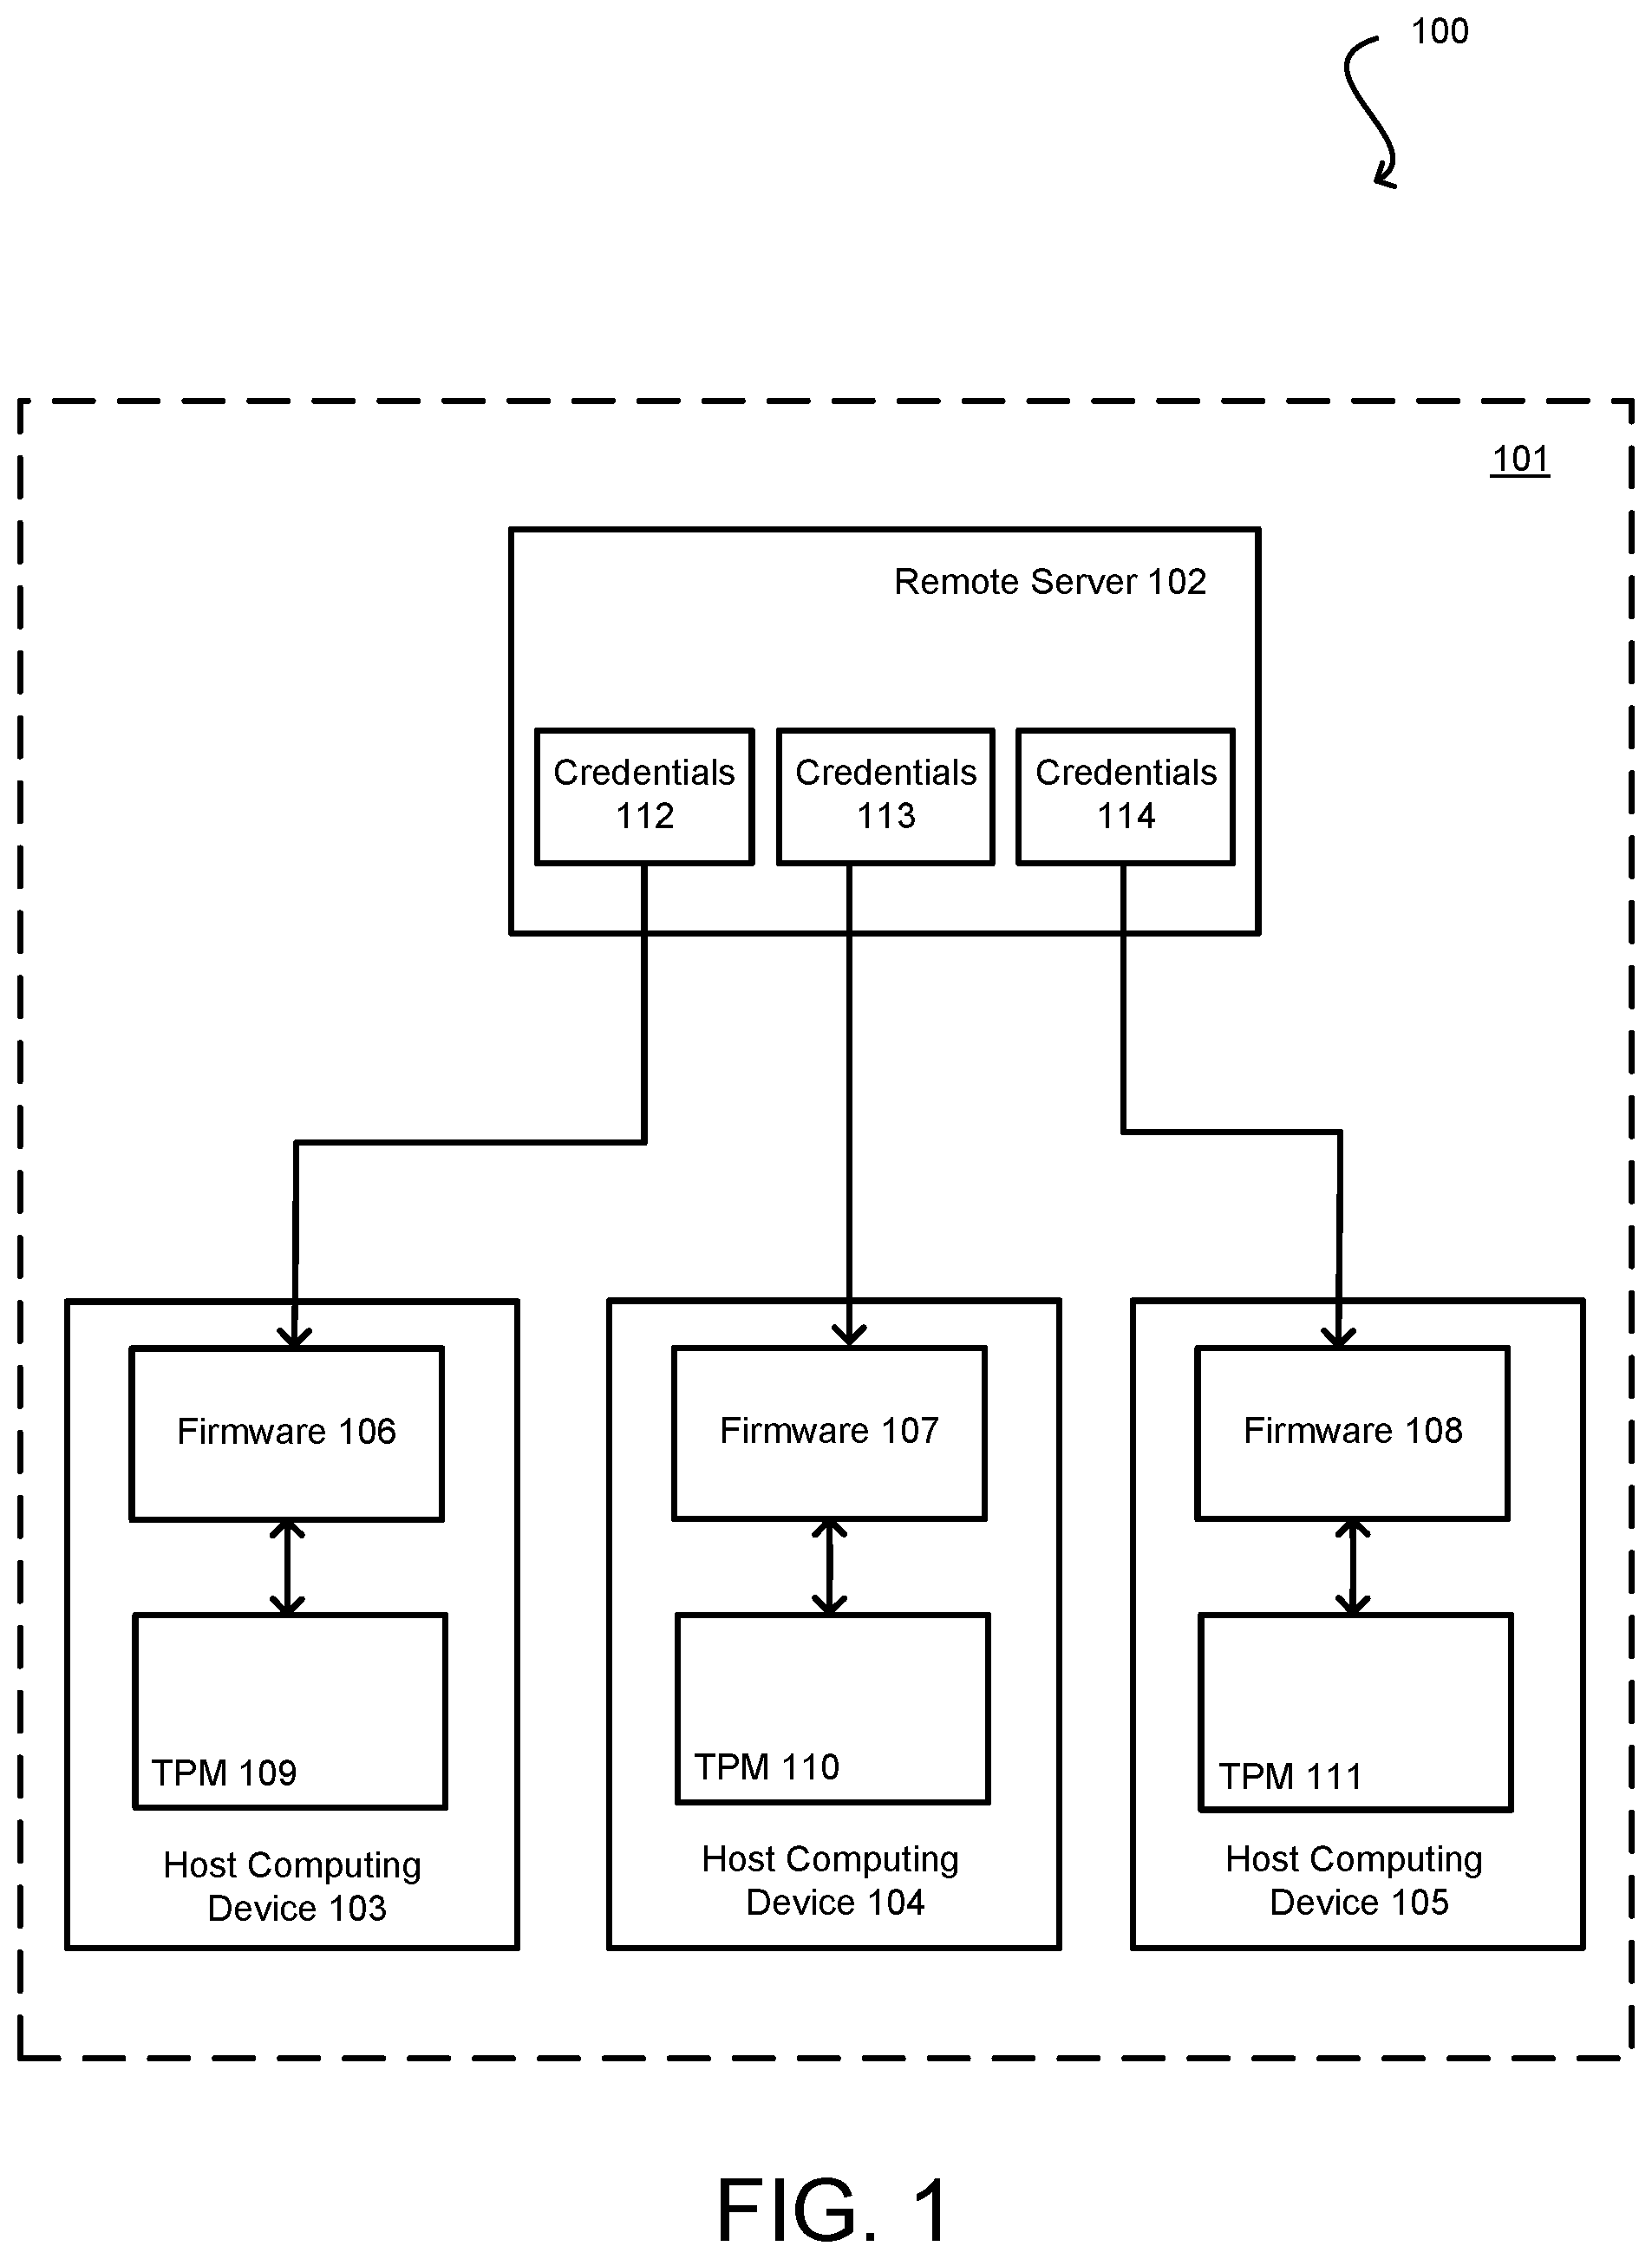 100
101
Remote Server 102
Credentials
112
Credentials
113
Credentials
114
Firmware 106
Firmware 107
Firmware 108
TPM 109
TPM 110
TPM 111
Host Computing
Device 103
Host Computing
Device 104
Host Computing
Device 105
FIG. 1